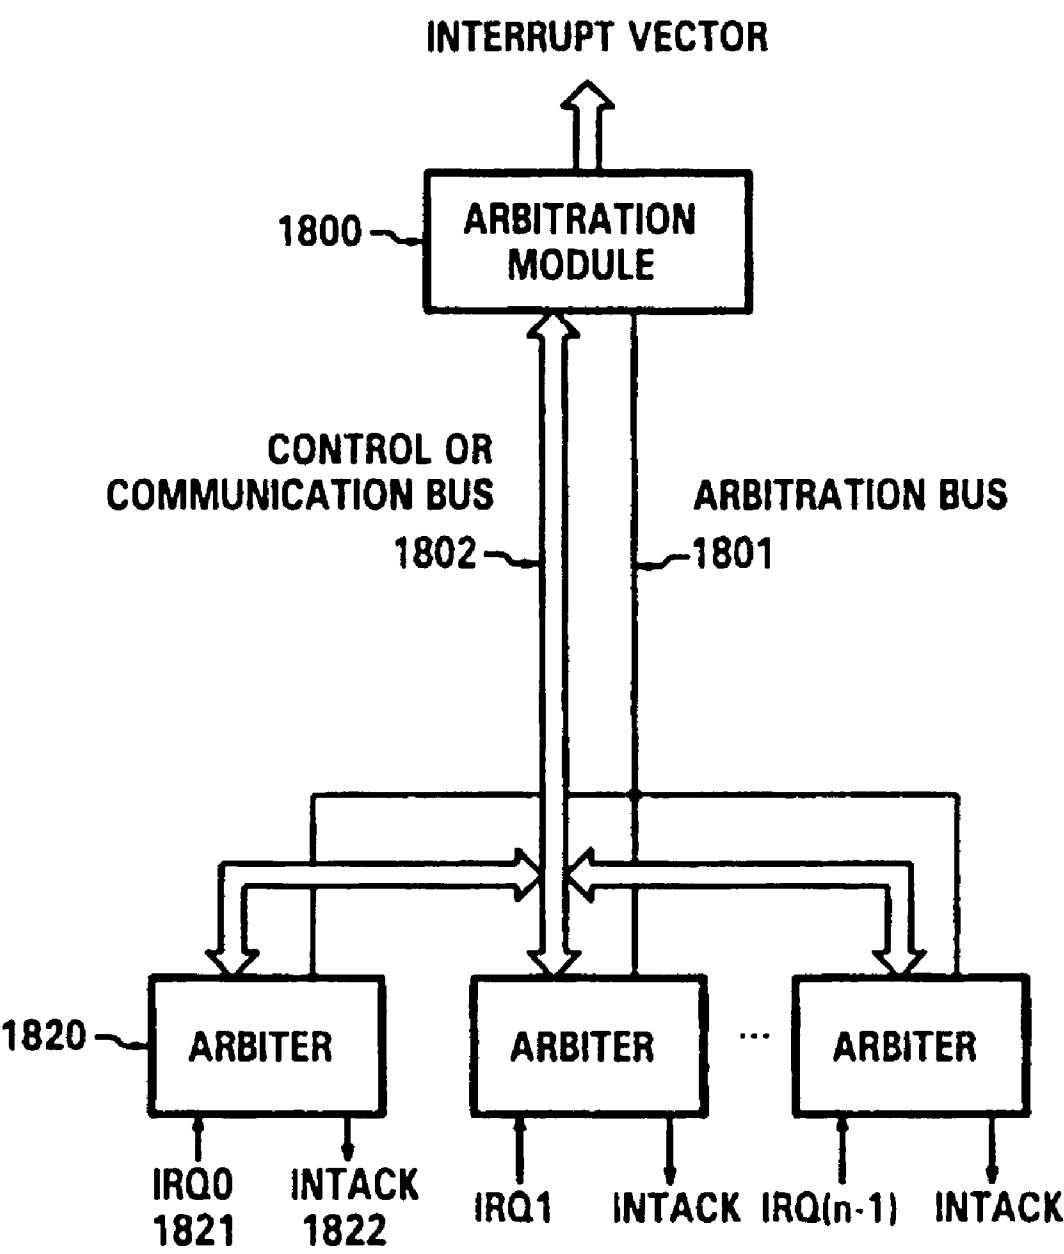 INTERRUPT VECTOR
1800
ARBITRATION
MODULE
CONTROL OR
COMMUNICATION BUS
1802
ARBITRATION BUS
1801
1820
ARBITER
ARBITER
...
ARBITER
IRQ0
1821
INTACK
1822
IRQ1
INTACK
IRQ(n-1)
INTACK